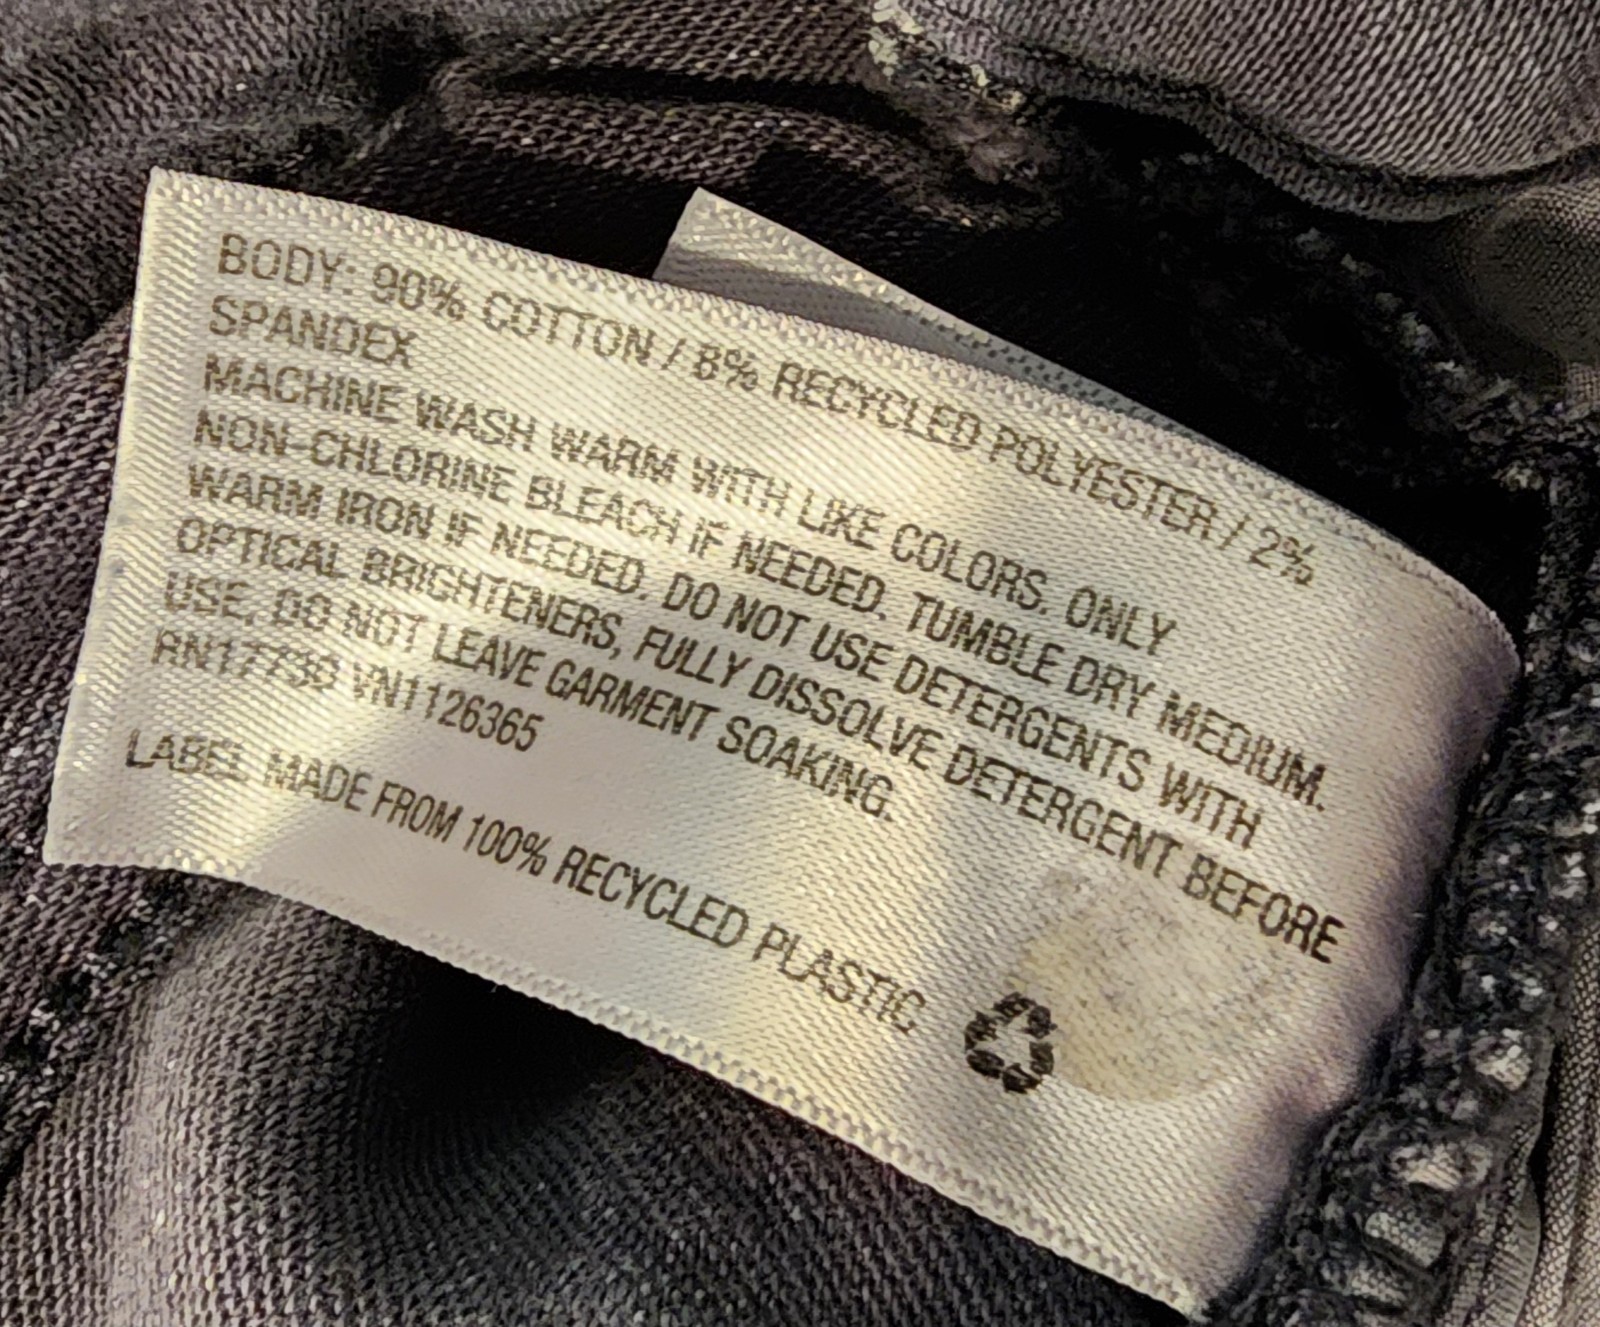 BODY: 90% COTTON / 8% RECYCLED POLYESTER / 2%
SPANDEX
MACHINE WASH WARM WITH LIKE COLORS. ONLY
NON-CHLORINE BLEACH IF NEEDED. TUMBLE DRY MEDIUM.
WARM IRON IF NEEDED. DO NOT USE DETERGENTS WITH
OPTICAL BRIGHTENERS, FULLY DISSOLVE DETERGENT BEFORE
USE. DO NOT LEAVE GARMENT SOAKING.
RN17730 VN1126365
LABEL MADE FROM 100% RECYCLED PLASTIC